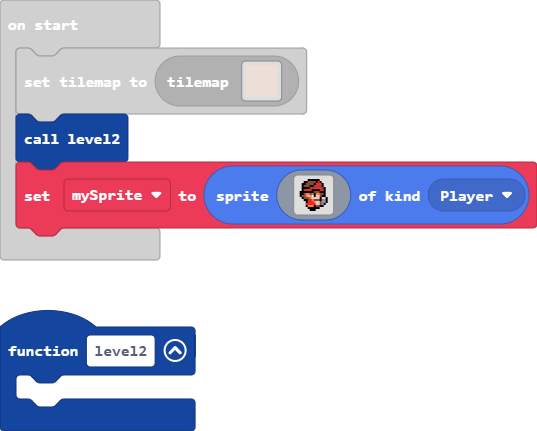 on start
set tilemap to tilemap
call level2
set mySprite to sprite of kind Player
function level2